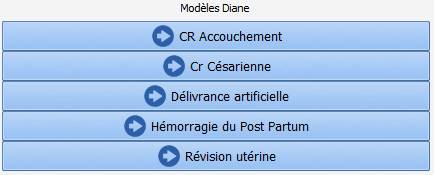 Modèles Diane
CR Accouchement
Cr Césarienne
Délivrance artificielle
Hémorragie du Post Partum
Révision utérine